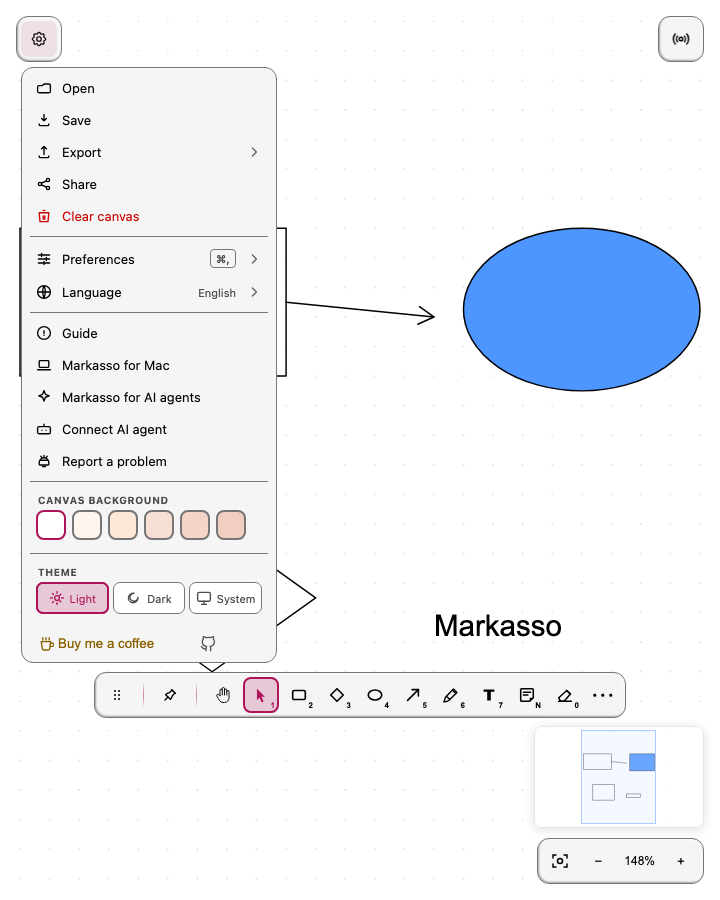 Open
Save
Export
Share
Clear canvas
Preferences ⌘,
Language English
Guide
Markasso for Mac
Markasso for AI agents
Connect AI agent
Report a problem
CANVAS BACKGROUND
THEME
Light Dark System
Buy me a coffee
Markasso
1 2 3 4 5 6 T 7 N 0
− 148% +